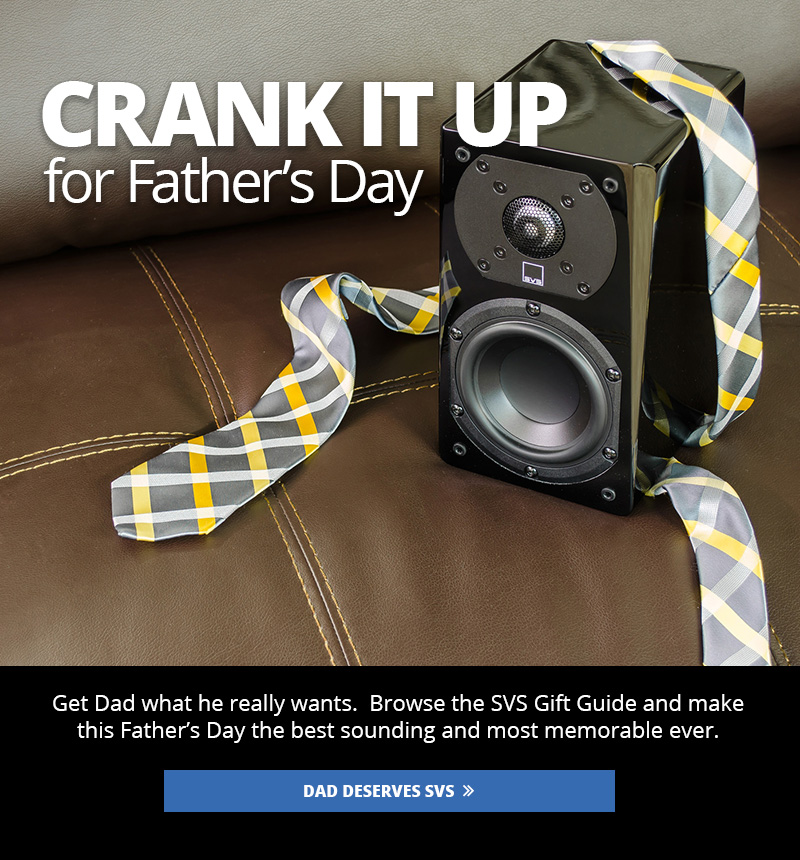 CRANK IT UP
for Father’s Day
SVS
Get Dad what he really wants.  Browse the SVS Gift Guide and make
this Father’s Day the best sounding and most memorable ever.
DAD DESERVES SVS »